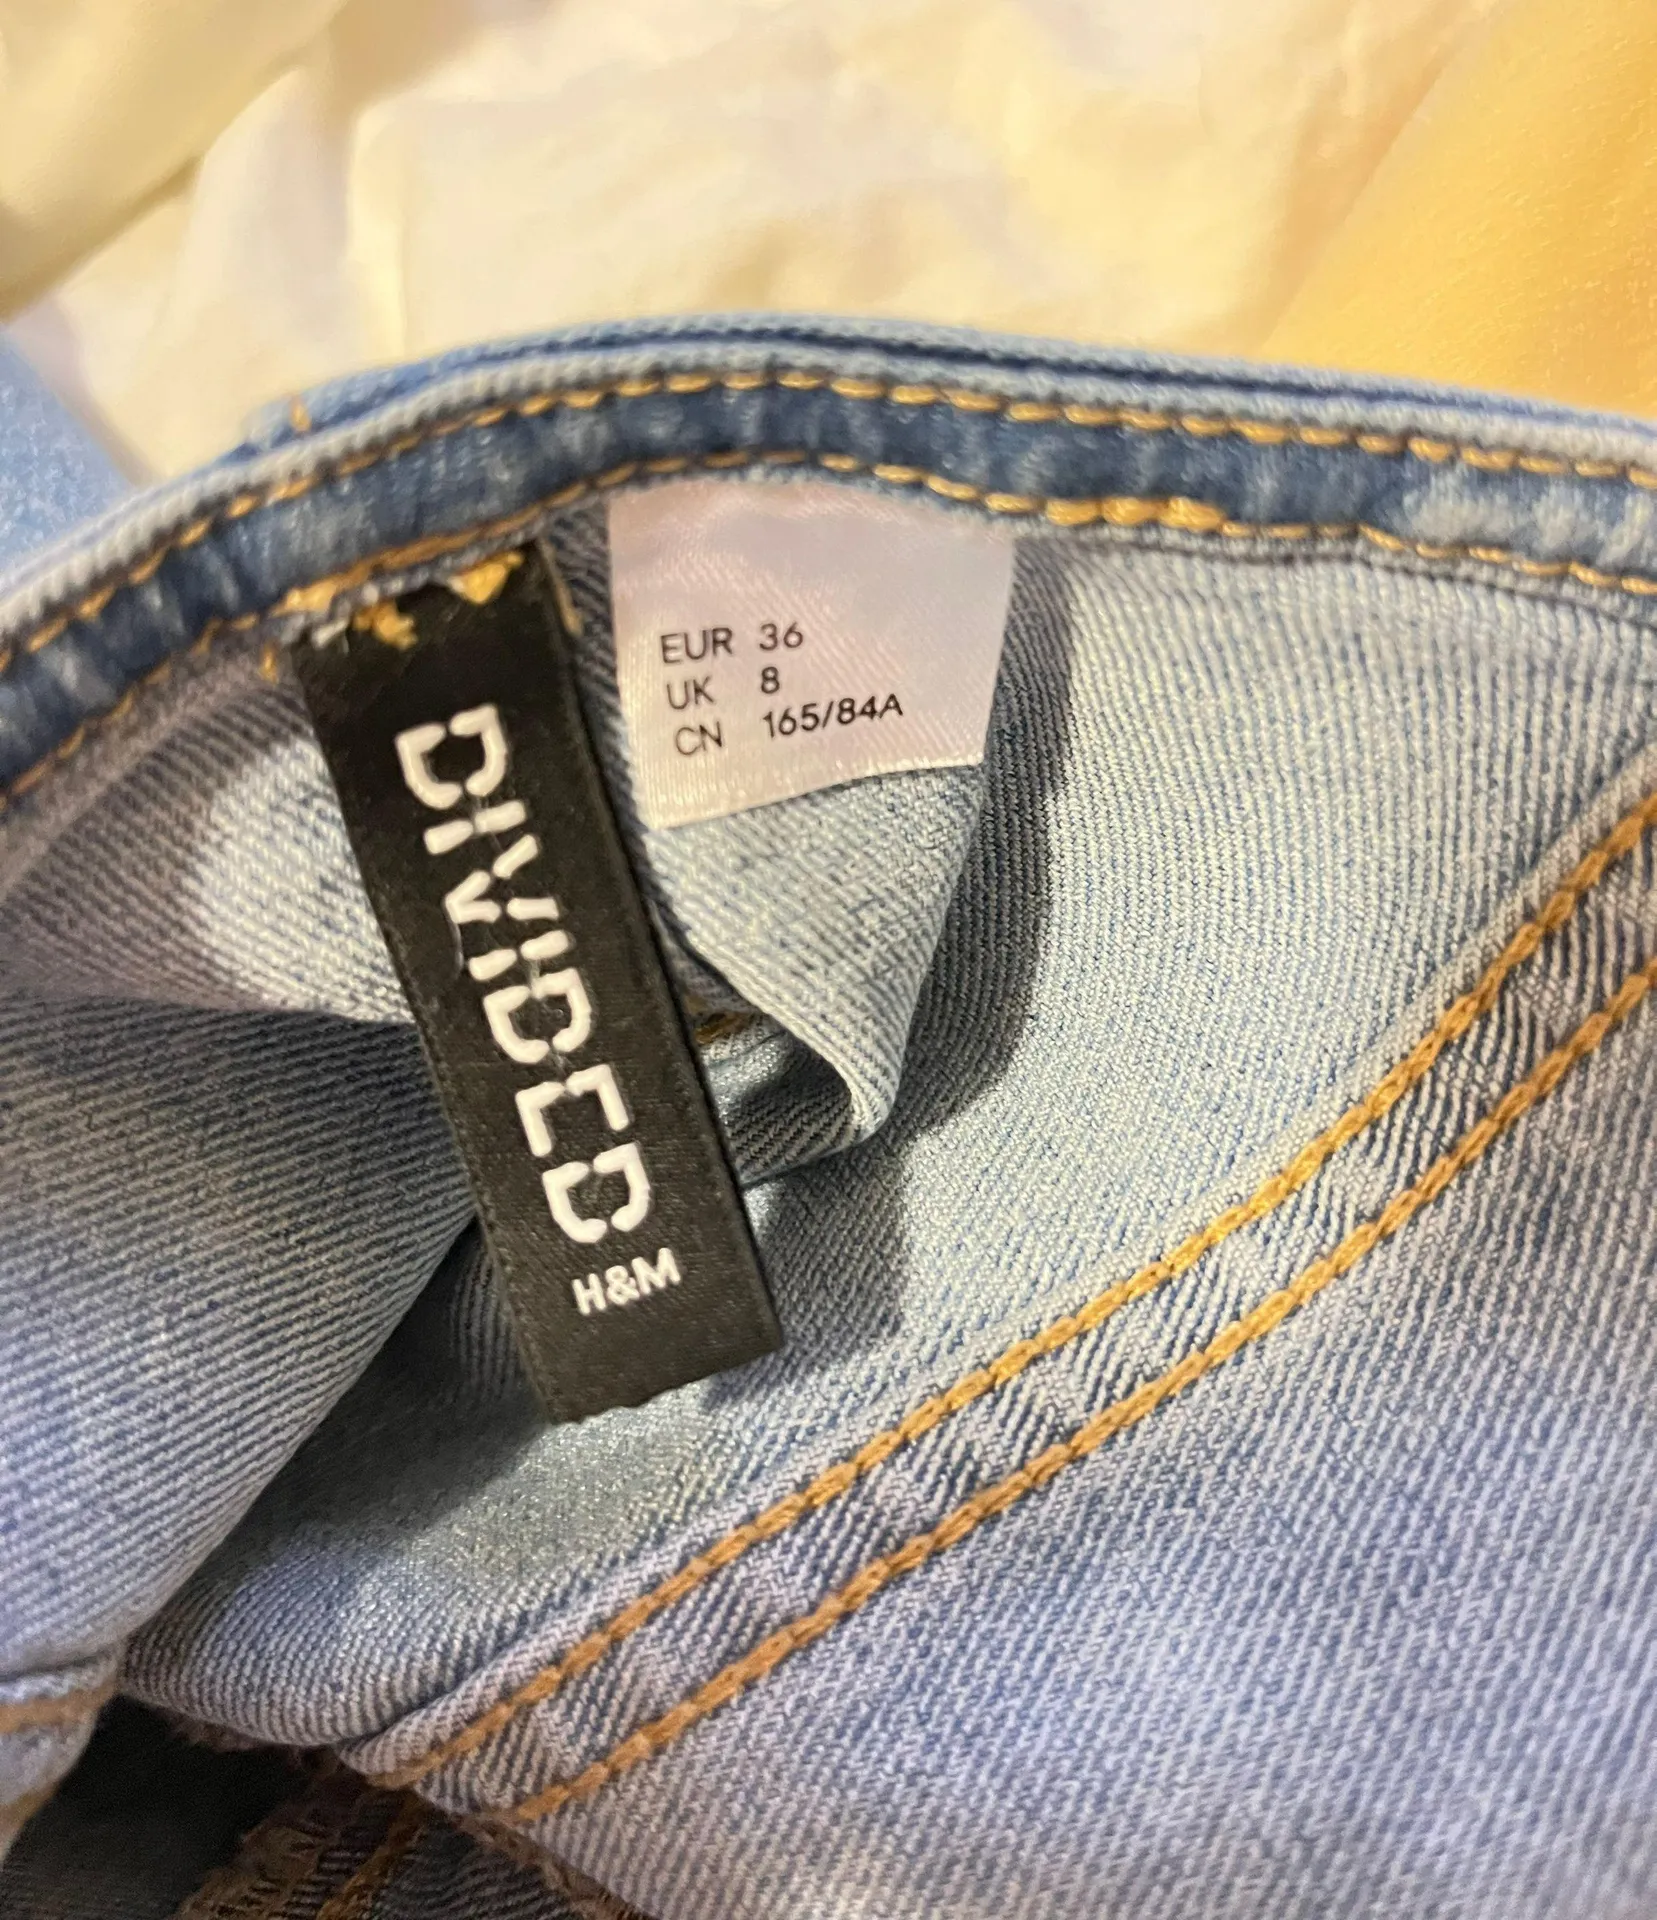 EUR 36
UK 8
CN 165/84A
DIVIDED
H&M